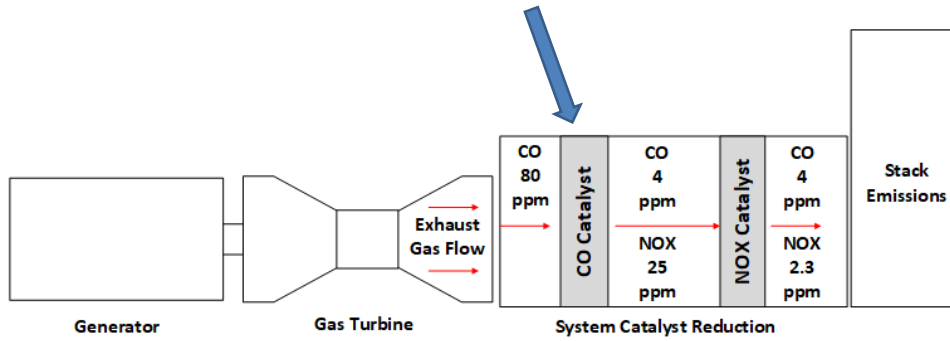 CO
80
ppm
CO Catalyst
CO
4
ppm
NOX Catalyst
CO
4
ppm
Stack
Emissions
Exhaust
Gas Flow
NOX
25
ppm
NOX
2.3
ppm
Generator
Gas Turbine
System Catalyst Reduction